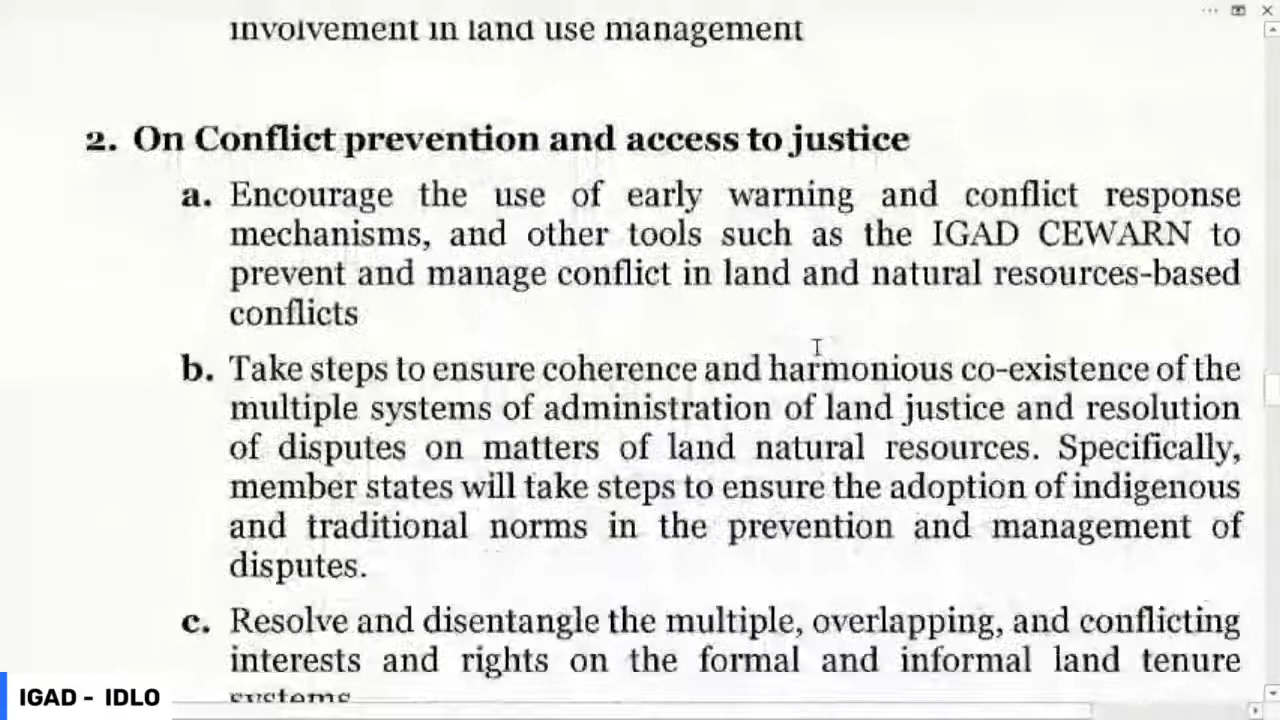 involvement in land use management
2. On Conflict prevention and access to justice
a. Encourage the use of early warning and conflict response
mechanisms, and other tools such as the IGAD CEWARN to
prevent and manage conflict in land and natural resources-based
conflicts
b. Take steps to ensure coherence and harmonious co-existence of the
multiple systems of administration of land justice and resolution
of disputes on matters of land natural resources. Specifically,
member states will take steps to ensure the adoption of indigenous
and traditional norms in the prevention and management of
disputes.
c. Resolve and disentangle the multiple, overlapping, and conflicting
interests and rights on the formal and informal land tenure
systems
IGAD - IDLO